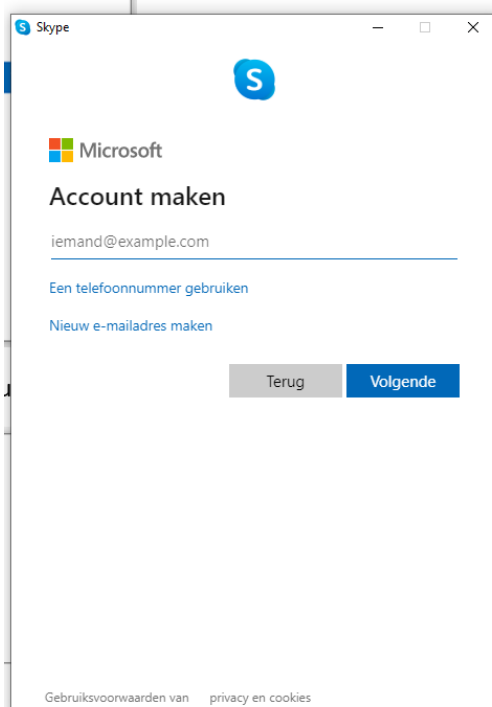 Skype
Microsoft
Account maken
iemand@example.com
Een telefoonnummer gebruiken
Nieuw e-mailadres maken
Terug Volgende
Gebruiksvoorwaarden van privacy en cookies